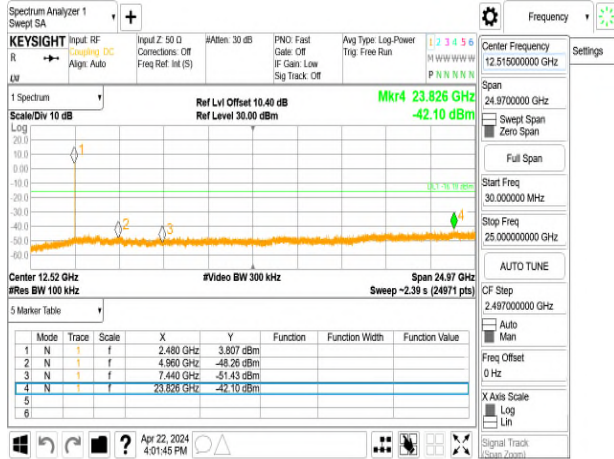 Spectrum Analyzer 1
Swept SA
+
Frequency
KEYSIGHT
R
Input: RF
Coupling: DC
Align: Auto
Input Z: 50 Ω
Corrections: Off
Freq Ref: Int (S)
#Atten: 30 dB
PNO: Fast
Gate: Off
IF Gain: Low
Sig Track: Off
Avg Type: Log-Power
Trig: Free Run
1 2 3 4 5 6
M W W W W W
P N N N N N
1 Spectrum
Scale/Div 10 dB
Log
Ref Lvl Offset 10.40 dB
Ref Level 30.00 dBm
Mkr4 23.826 GHz
-42.10 dBm
20.0
10.0
0.00
-10.0
-20.0
-30.0
-40.0
-50.0
-60.0
1
2
3
4
Center 12.52 GHz
#Res BW 100 kHz
#Video BW 300 kHz
Span 24.97 GHz
Sweep ~2.39 s (24971 pts)
5 Marker Table
Mode Trace Scale X Y Function Function Width Function Value
1 N 1 f 2.480 GHz 3.807 dBm
2 N 1 f 4.960 GHz -48.26 dBm
3 N 1 f 7.440 GHz -51.43 dBm
4 N 1 f 23.826 GHz -42.10 dBm
5
6
Apr 22, 2024
4:01:45 PM
?
Center Frequency
12.515000000 GHz
Settings
Span
24.9700000 GHz
Swept Span
Zero Span
Full Span
Start Freq
30.000000 MHz
Stop Freq
25.000000000 GHz
AUTO TUNE
CF Step
2.497000000 GHz
Auto
Man
Freq Offset
0 Hz
X Axis Scale
Log
Lin
Signal Track
(Span Zoom)